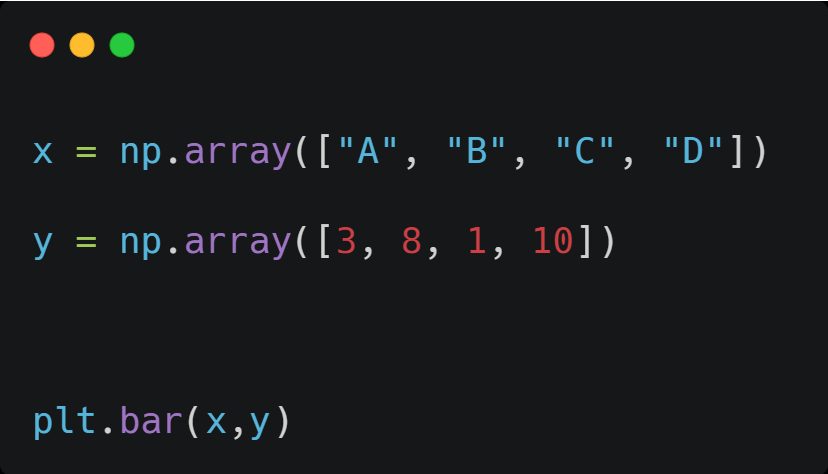 x = np.array(["A", "B", "C", "D"])
y = np.array([3, 8, 1, 10])
plt.bar(x,y)